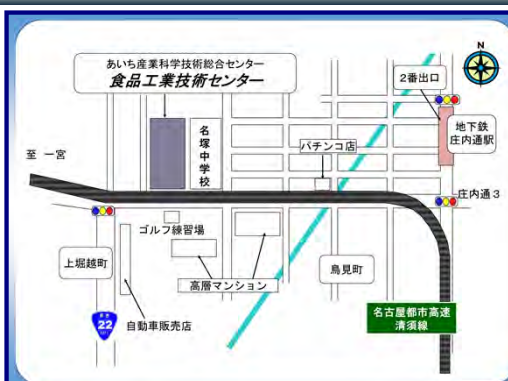 あいち産業科学技術総合センター
食品工業技術センター
N
2番出口
地下鉄
庄内通駅
名塚中学校
パチンコ店
至 一宮
庄内通3
ゴルフ練習場
上堀越町
高層マンション
鳥見町
自動車販売店
22
名古屋都市高速
清須線